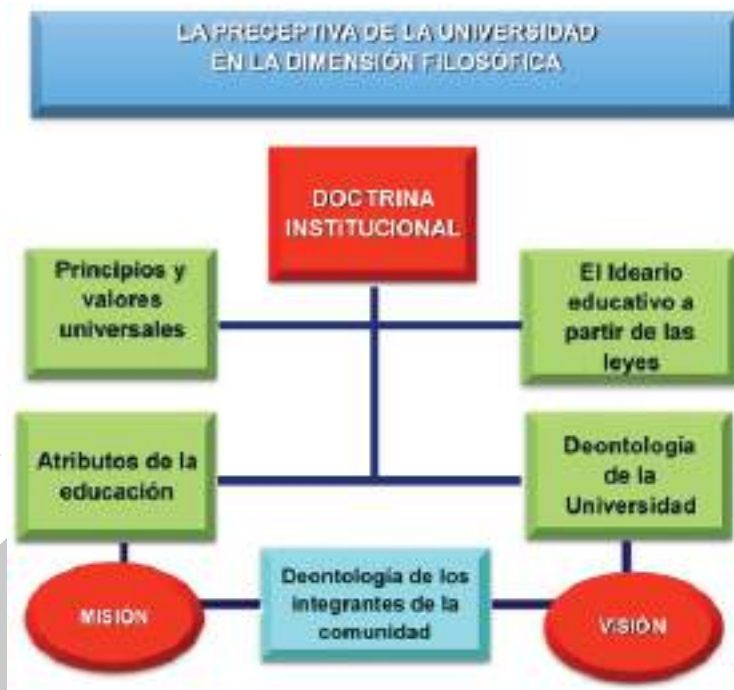 LA PRECEPTIVA DE LA UNIVERSIDAD
EN LA DIMENSIÓN FILOSÓFICA
DOCTRINA
INSTITUCIONAL
Principios y
valores
universales
El Ideario
educativo a
partir de las
leyes
Atributos de la
educación
Deontología
de la
Universidad
MISIÓN
Deontología de los
integrantes de la
comunidad
VISIÓN